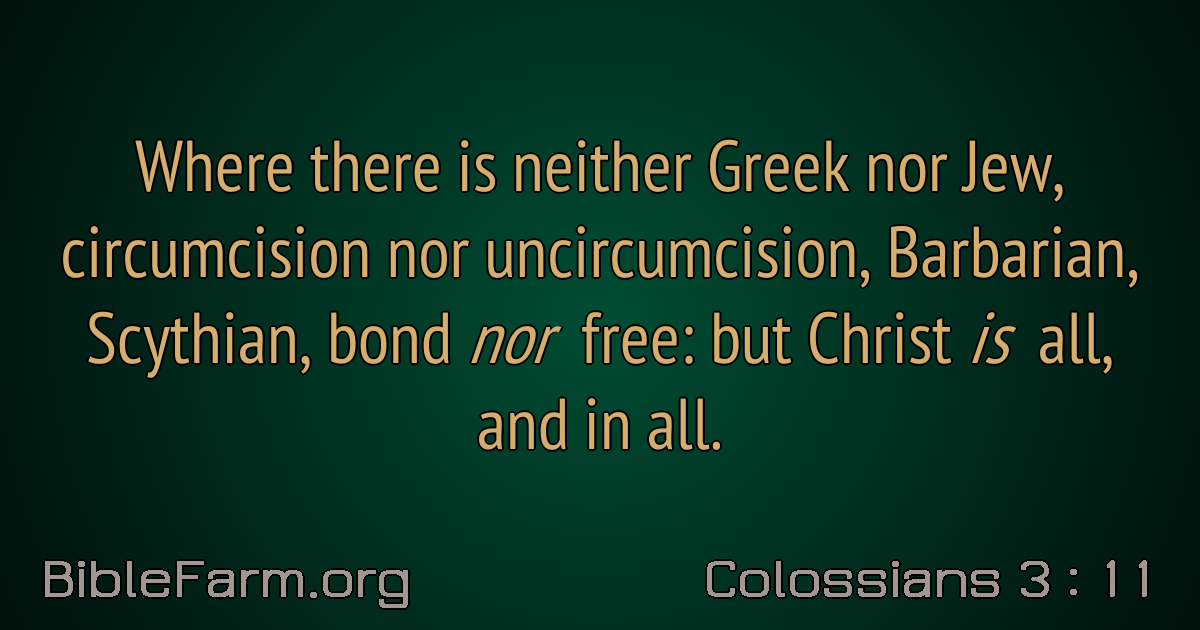 Where there is neither Greek nor Jew,
circumcision nor uncircumcision, Barbarian,
Scythian, bond nor free: but Christ is all,
and in all.
BibleFarm.org
Colossians 3 : 11